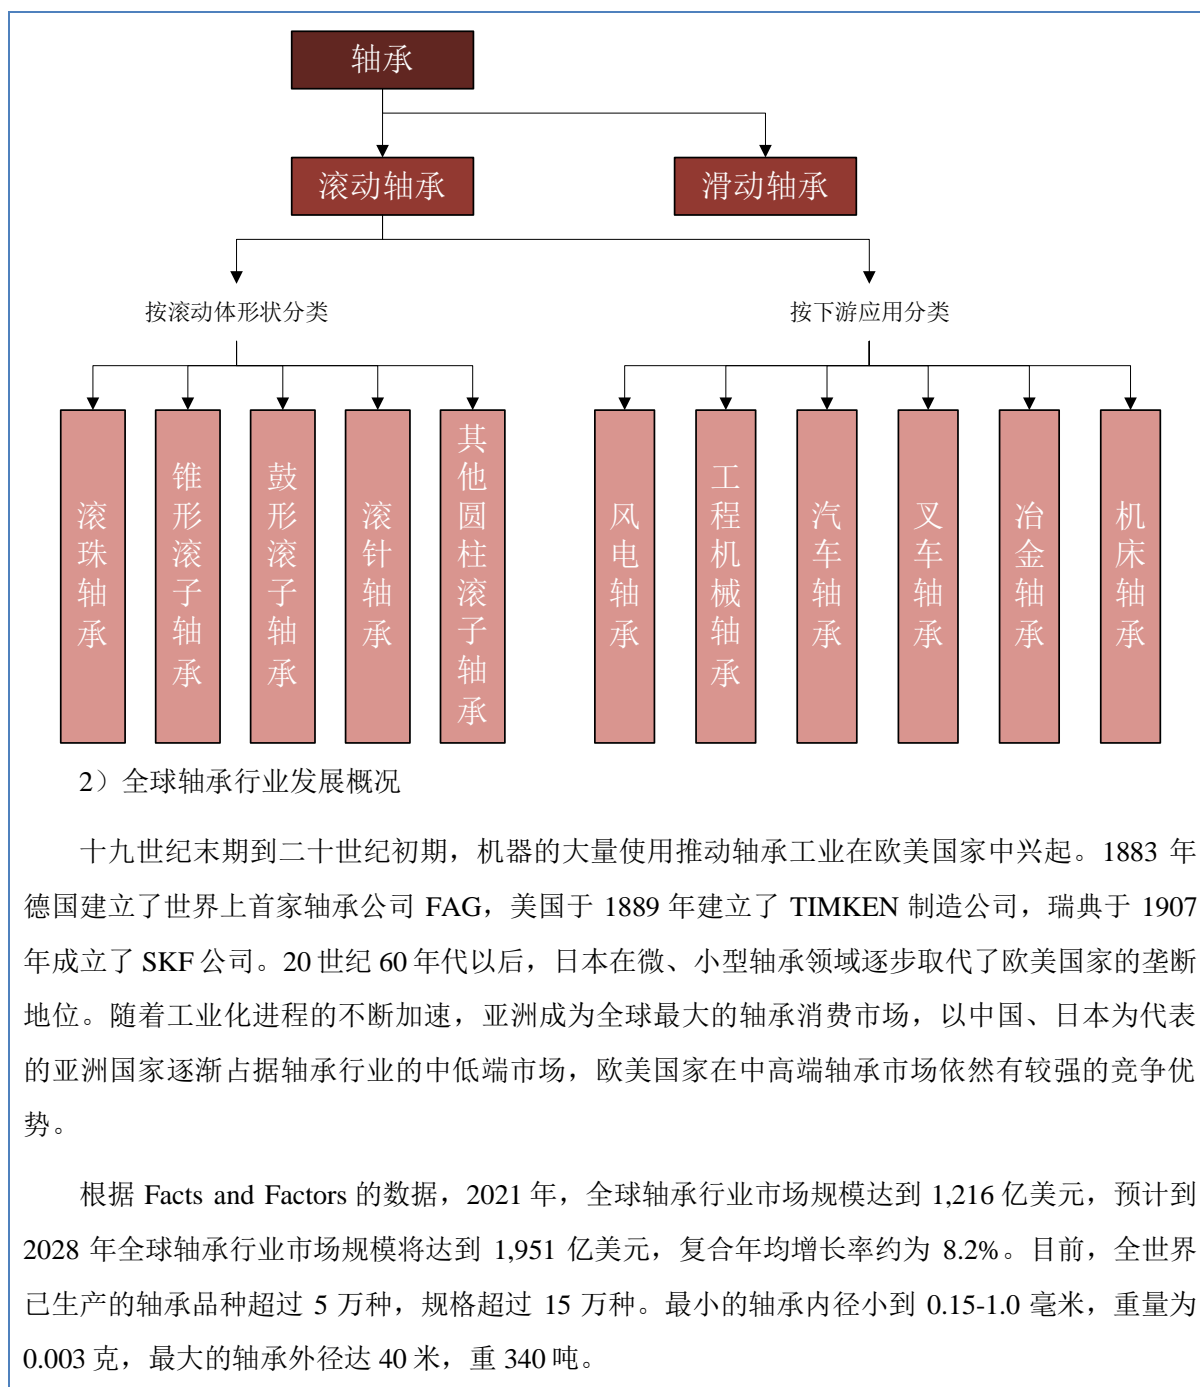 轴承
滚动轴承
滑动轴承
按滚动体形状分类
按下游应用分类
滚珠轴承
锥形滚子轴承
鼓形滚子轴承
滚针轴承
其他圆柱滚子轴承
风电轴承
工程机械轴承
汽车轴承
叉车轴承
冶金轴承
机床轴承
2）全球轴承行业发展概况
十九世纪末期到二十世纪初期，机器的大量使用推动轴承工业在欧美国家中兴起。1883 年
德国建立了世界上首家轴承公司 FAG，美国于 1889 年建立了 TIMKEN 制造公司，瑞典于 1907
年成立了 SKF 公司。20 世纪 60 年代以后，日本在微、小型轴承领域逐步取代了欧美国家的垄断
地位。随着工业化进程的不断加速，亚洲成为全球最大的轴承消费市场，以中国、日本为代表
的亚洲国家逐渐占据轴承行业的中低端市场，欧美国家在中高端轴承市场依然有较强的竞争优
势。
根据 Facts and Factors 的数据，2021 年，全球轴承行业市场规模达到 1,216 亿美元，预计到
2028 年全球轴承行业市场规模将达到 1,951 亿美元，复合年均增长率约为 8.2%。目前，全世界
已生产的轴承品种超过 5 万种，规格超过 15 万种。最小的轴承内径小到 0.15-1.0 毫米，重量为
0.003 克，最大的轴承外径达 40 米，重 340 吨。